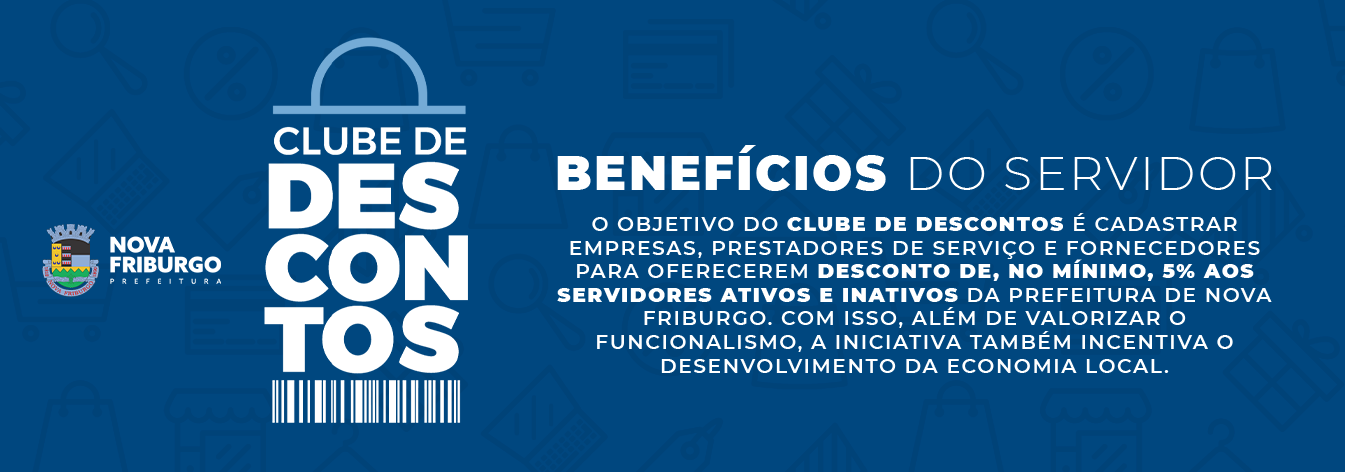 NOVA
FRIBURGO
PREFEITURA
CLUBE DE
DES
CON
TOS
BENEFÍCIOS DO SERVIDOR
O OBJETIVO DO CLUBE DE DESCONTOS É CADASTRAR
EMPRESAS, PRESTADORES DE SERVIÇO E FORNECEDORES
PARA OFERECEREM DESCONTO DE, NO MÍNIMO, 5% AOS
SERVIDORES ATIVOS E INATIVOS DA PREFEITURA DE NOVA
FRIBURGO. COM ISSO, ALÉM DE VALORIZAR O
FUNCIONALISMO, A INICIATIVA TAMBÉM INCENTIVA O
DESENVOLVIMENTO DA ECONOMIA LOCAL.